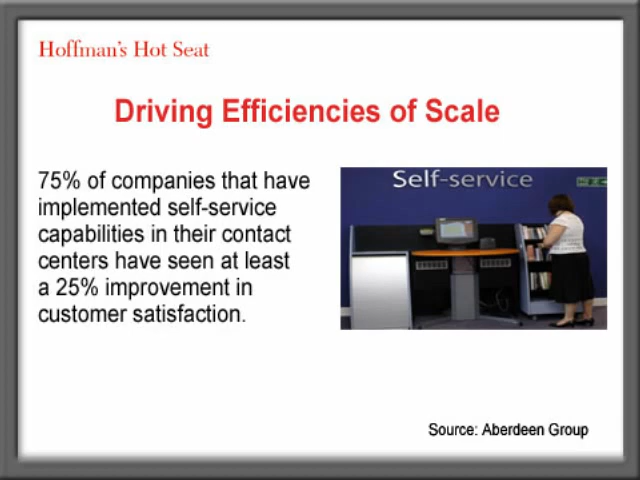 Hoffman's Hot Seat
Driving Efficiencies of Scale
75% of companies that have
implemented self-service
capabilities in their contact
centers have seen at least
a 25% improvement in
customer satisfaction.
Self-service
Source: Aberdeen Group